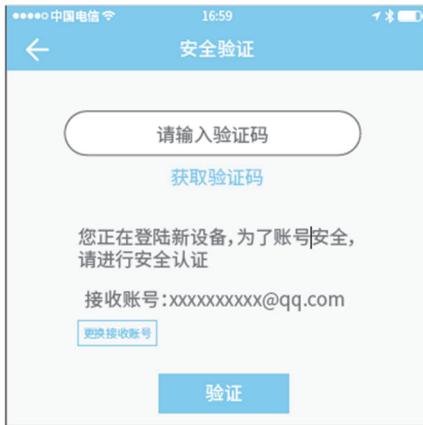 中国电信 16:59
安全验证
请输入验证码
获取验证码
您正在登陆新设备,为了账号安全,
请进行安全认证
接收账号:xxxxxxxxxx@qq.com
更换接收账号
验证